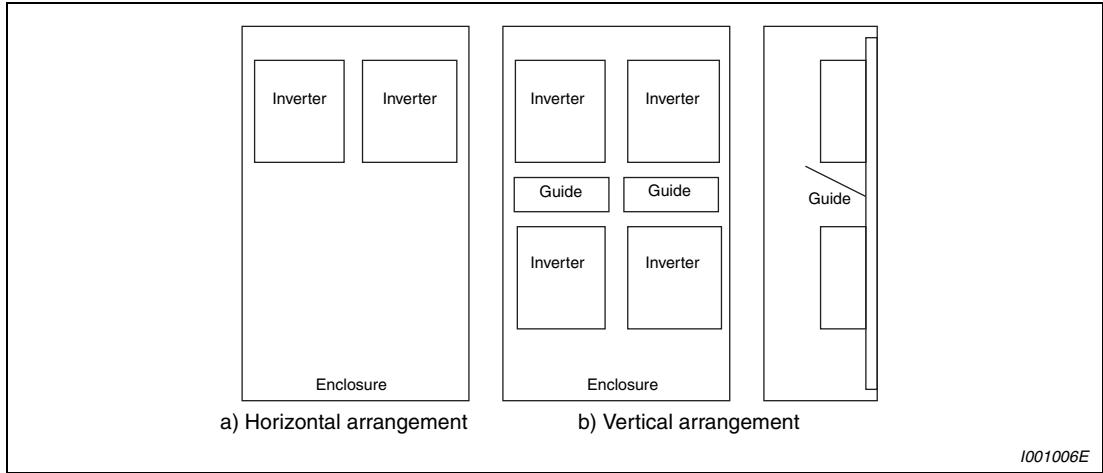 Inverter
Inverter
Enclosure
a) Horizontal arrangement
Inverter
Inverter
Guide
Guide
Inverter
Inverter
Enclosure
Guide
b) Vertical arrangement
I001006E